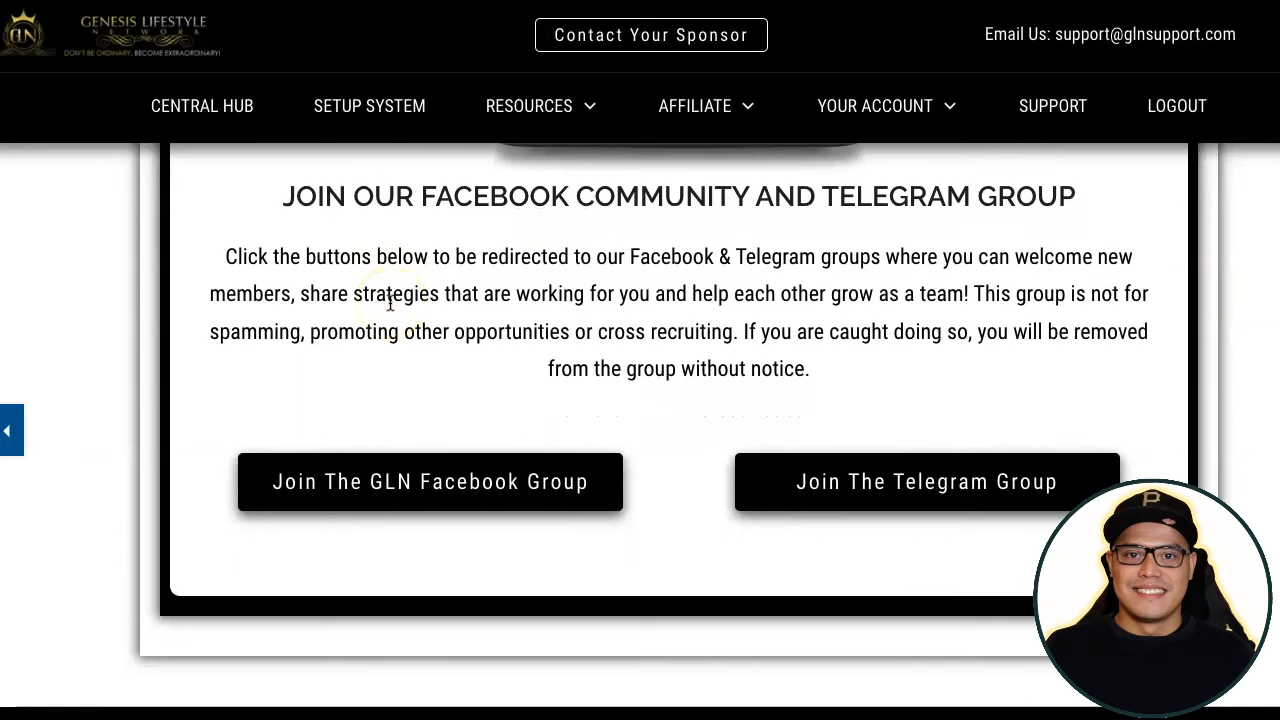 GENESIS LIFESTYLE
NETWORK
DON'T BE ORDINARY, BECOME EXTRAORDINARY!
Contact Your Sponsor
Email Us: support@glnsupport.com
CENTRAL HUB SETUP SYSTEM RESOURCES AFFILIATE YOUR ACCOUNT SUPPORT LOGOUT
JOIN OUR FACEBOOK COMMUNITY AND TELEGRAM GROUP
Click the buttons below to be redirected to our Facebook & Telegram groups where you can welcome new
members, share strategies that are working for you and help each other grow as a team! This group is not for
spamming, promoting other opportunities or cross recruiting. If you are caught doing so, you will be removed
from the group without notice.
Join The GLN Facebook Group
Join The Telegram Group
P